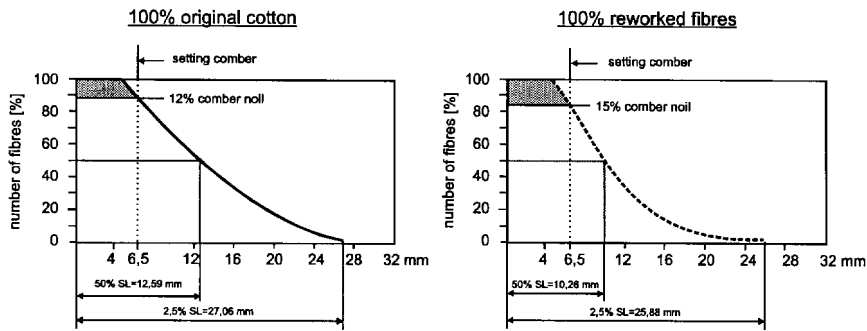 100% original cotton
setting comber
number of fibres [%]
100
80
60
40
20
0
12% comber noil
4 6,5 12 16 20 24 28 32 mm
50% SL=12,59 mm
2,5% SL=27,06 mm
100% reworked fibres
setting comber
number of fibres [%]
100
80
60
40
20
0
15% comber noil
4 6,5 12 16 20 24 28 32 mm
50% SL=10,26 mm
2,5% SL=25,88 mm